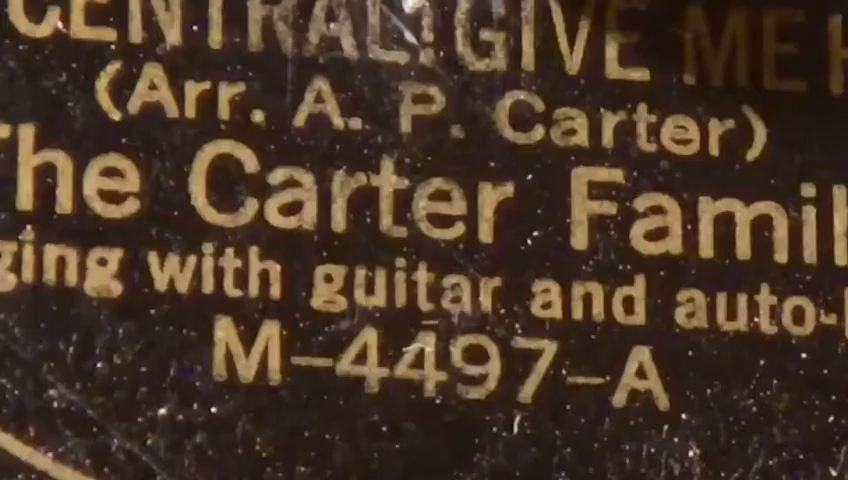 CENTRAL! GIVE ME H
(Arr. A. P. Carter)
The Carter Famil
ging with guitar and auto-
M-4497-A